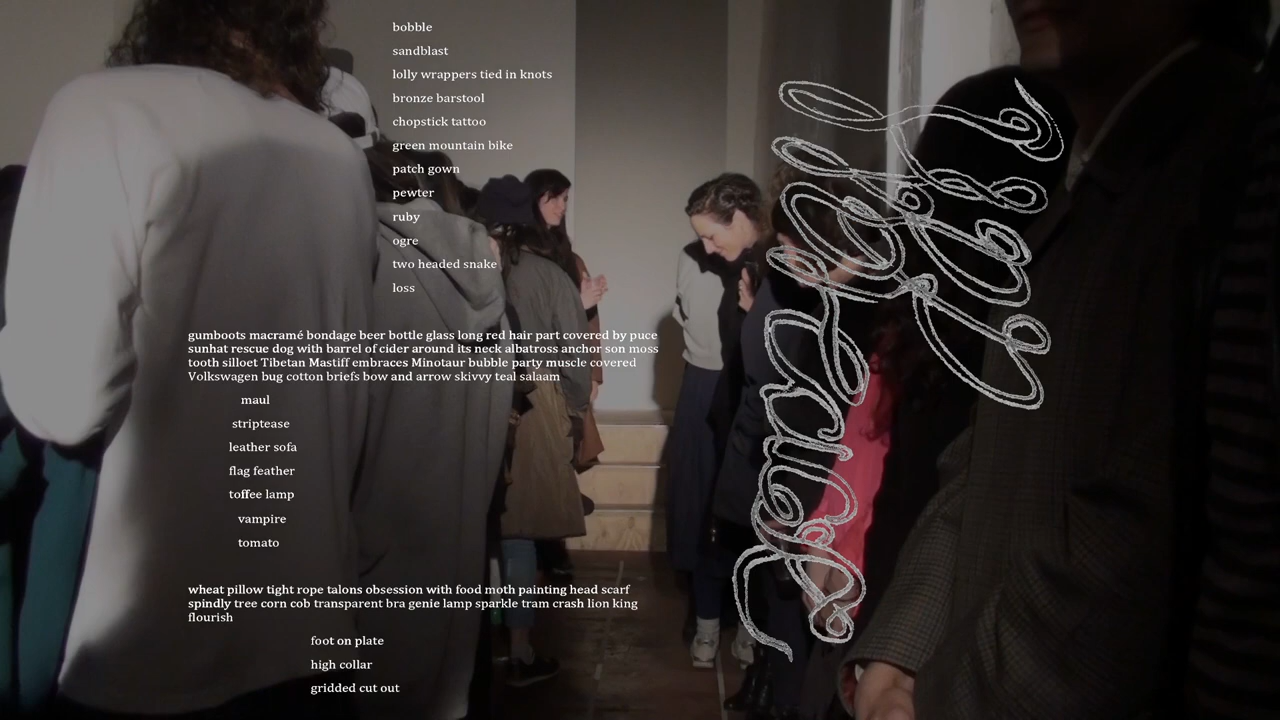 bobble
sandblast
lolly wrappers tied in knots
bronze barstool
chopstick tattoo
green mountain bike
patch gown
pewter
ruby
ogre
two headed snake
loss
gumboots macramé bondage beer bottle glass long red hair part covered by puce
sunhat rescue dog with barrel of cider around its neck albatross anchor son moss
tooth silloet Tibetan Mastiff embraces Minotaur bubble party muscle covered
Volkswagen bug cotton briefs bow and arrow skivvy teal salaam
maul
striptease
leather sofa
flag feather
toffee lamp
vampire
tomato
wheat pillow tight rope talons obsession with food moth painting head scarf
spindly tree corn cob transparent bra genie lamp sparkle tram crash lion king
flourish
foot on plate
high collar
gridded cut out